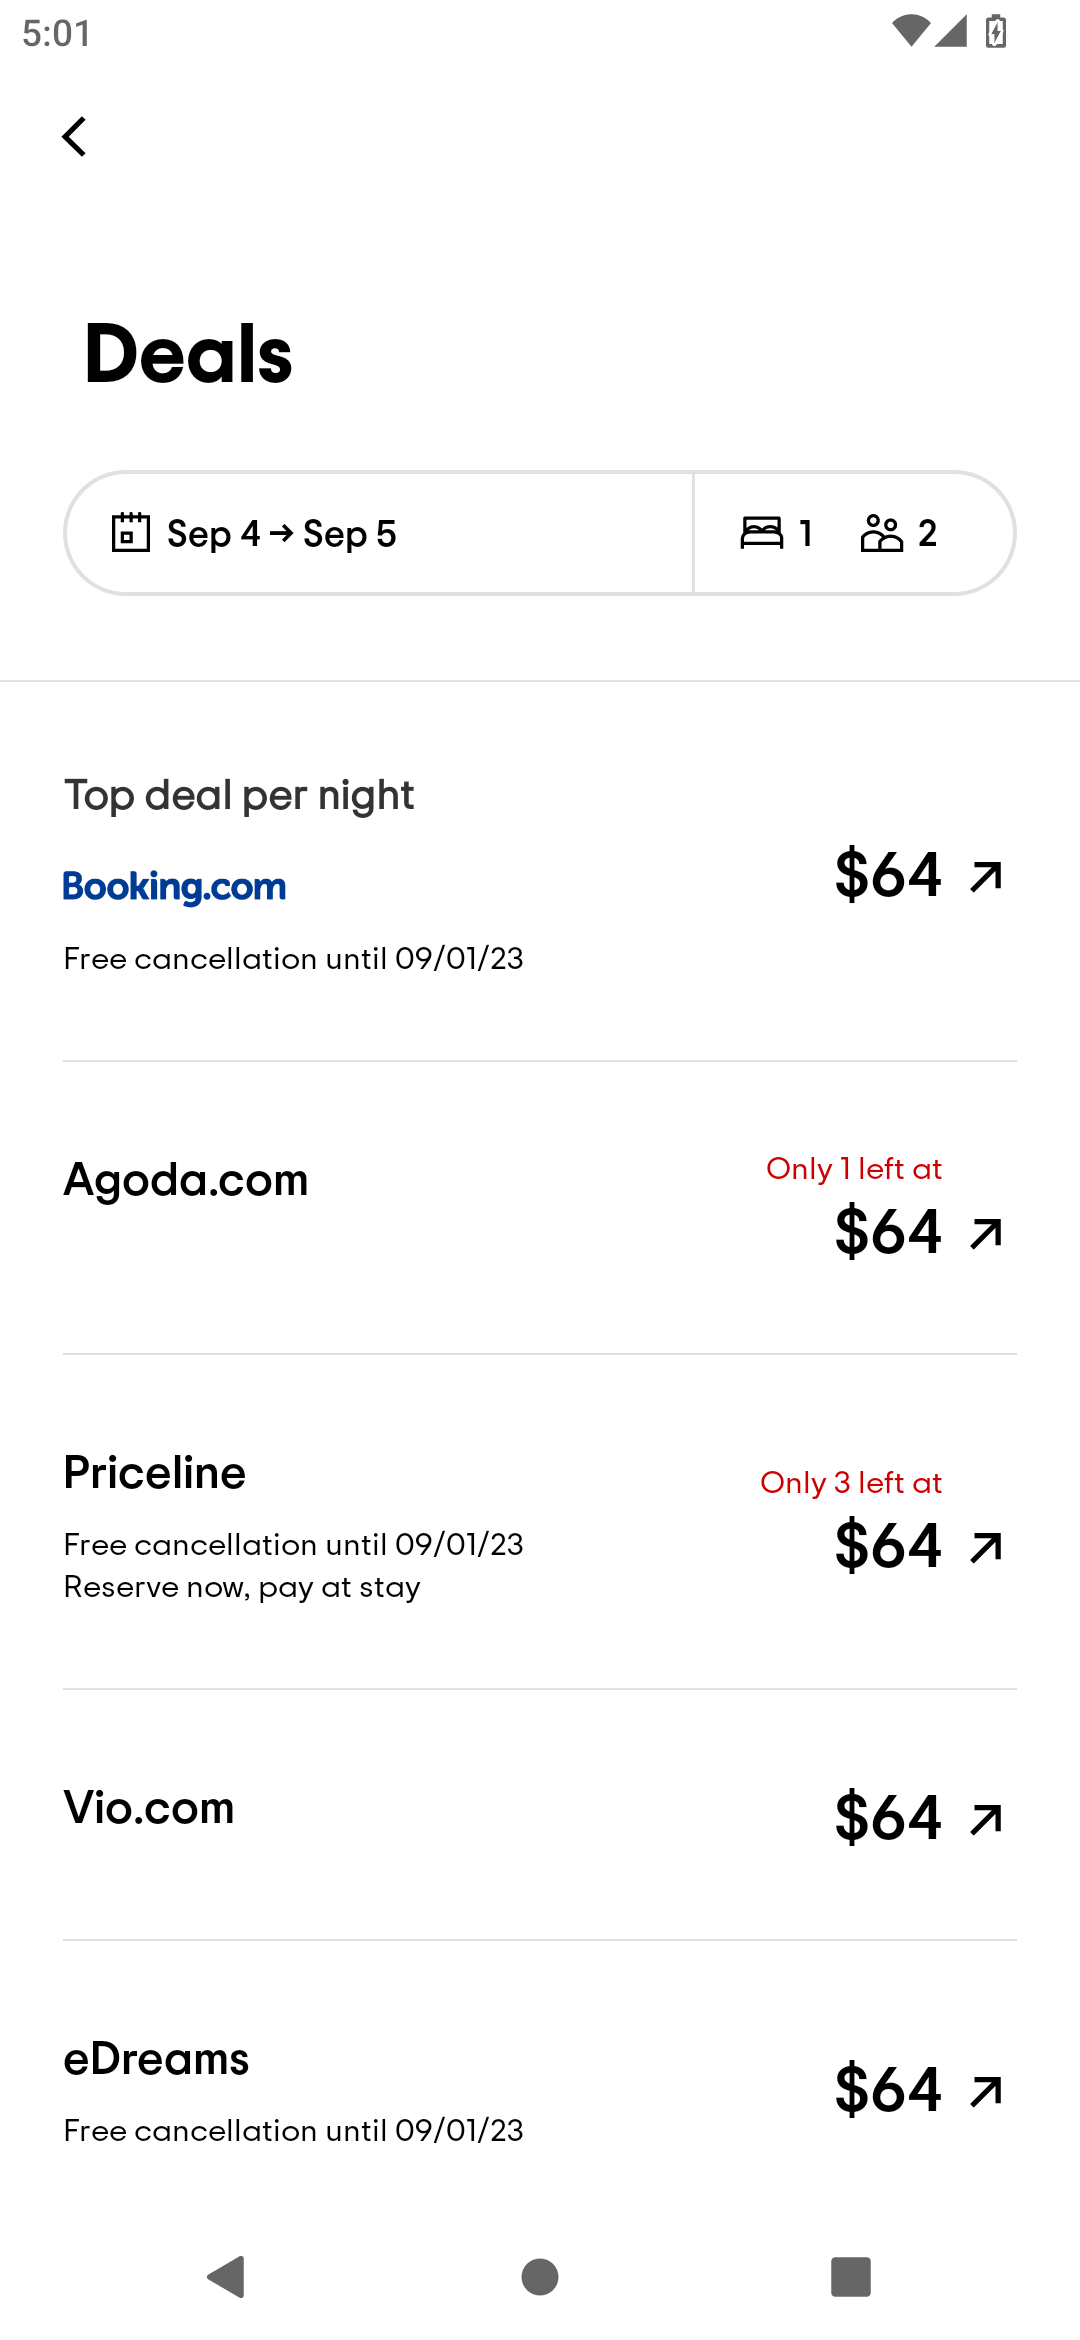 5:01
Deals
Sep 4 → Sep 5 1 2
Top deal per night
Booking.com
$64
Free cancellation until 09/01/23
Agoda.com
Only 1 left at
$64
Priceline
Only 3 left at
$64
Free cancellation until 09/01/23
Reserve now, pay at stay
Vio.com
$64
eDreams
$64
Free cancellation until 09/01/23